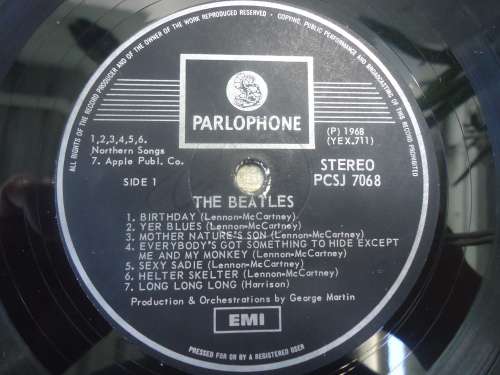 ALL RIGHTS OF THE RECORD PRODUCER AND OF THE OWNER OF THE WORK REPRODUCED RESERVED • COPYING, PUBLIC PERFORMANCE AND BROADCASTING OF THIS RECORD PROHIBITED
PARLOPHONE
1,2,3,4,5,6.
Northern Songs
7. Apple Publ. Co.
(P) 1968
(YEX.711)
SIDE 1
STEREO
PCSJ 7068
THE BEATLES
1. BIRTHDAY (Lennon-McCartney)
2. YER BLUES (Lennon-McCartney)
3. MOTHER NATURE'S SON (Lennon-McCartney)
4. EVERYBODY'S GOT SOMETHING TO HIDE EXCEPT
ME AND MY MONKEY (Lennon-McCartney)
5. SEXY SADIE (Lennon-McCartney)
6. HELTER SKELTER (Lennon-McCartney)
7. LONG LONG LONG (Harrison)
Production & Orchestrations by George Martin
EMI
PRESSED FOR OR BY A REGISTERED USER